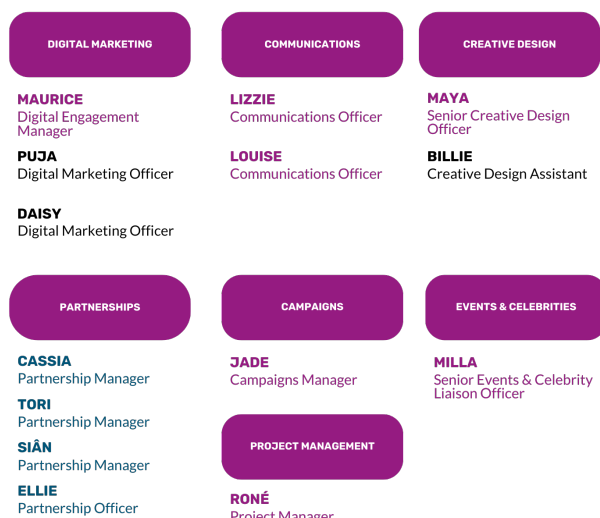 DIGITAL MARKETING
MAURICE
Digital Engagement
Manager
PUJA
Digital Marketing Officer
DAISY
Digital Marketing Officer
COMMUNICATIONS
LIZZIE
Communications Officer
LOUISE
Communications Officer
CREATIVE DESIGN
MAYA
Senior Creative Design
Officer
BILLIE
Creative Design Assistant
PARTNERSHIPS
CASSIA
Partnership Manager
TORI
Partnership Manager
SIÂN
Partnership Manager
ELLIE
Partnership Officer
CAMPAIGNS
JADE
Campaigns Manager
PROJECT MANAGEMENT
RONÉ
Project Manager
EVENTS & CELEBRITIES
MILLA
Senior Events & Celebrity
Liaison Officer